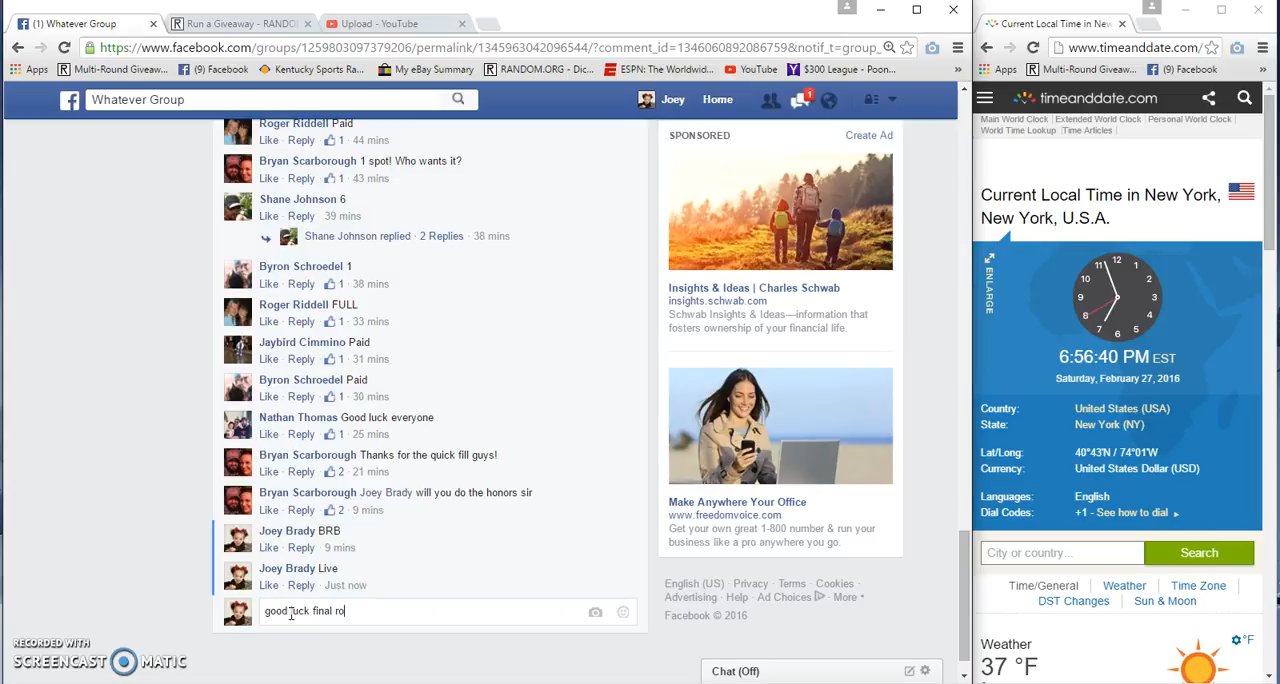 (1) Whatever Group
Run a Giveaway - RANDO
Upload - YouTube
Current Local Time in New
https://www.facebook.com/groups/1259803097379206/permalink/1345963042096544/?comment_id=1346060892086759&notif_t=group_
www.timeanddate.com/
Apps
Multi-Round Giveaw...
(9) Facebook
Kentucky Sports Ra...
My eBay Summary
RANDOM.ORG - Dic...
ESPN: The Worldwid...
YouTube
$300 League - Poon...
»
Apps
Multi-Round Giveaw...
(9) Facebook
»
Whatever Group
Joey
Home
1
timeanddate.com
Main World Clock
Extended World Clock
Personal World Clock
World Time Lookup
Time Articles
Roger Riddell Paid
Like · Reply · 1 · 44 mins
Bryan Scarborough 1 spot! Who wants it?
Like · Reply · 1 · 43 mins
Shane Johnson 6
Like · Reply · 39 mins
Shane Johnson replied · 2 Replies · 38 mins
Byron Schroedel 1
Like · Reply · 1 · 38 mins
Roger Riddell FULL
Like · Reply · 1 · 33 mins
Jaybird Cimmino Paid
Like · Reply · 1 · 31 mins
Byron Schroedel Paid
Like · Reply · 1 · 30 mins
Nathan Thomas Good luck everyone
Like · Reply · 1 · 25 mins
Bryan Scarborough Thanks for the quick fill guys!
Like · Reply · 2 · 21 mins
Bryan Scarborough Joey Brady will you do the honors sir
Like · Reply · 2 · 9 mins
Joey Brady BRB
Like · Reply · 9 mins
Joey Brady Live
Like · Reply · Just now
good luck final ro
SPONSORED
Create Ad
Insights & Ideas | Charles Schwab
insights.schwab.com
Schwab Insights & Ideas—information that
fosters ownership of your financial life.
Make Anywhere Your Office
www.freedomvoice.com
Get your own great 1-800 number & run your
business like a pro anywhere you go.
English (US) · Privacy · Terms · Cookies ·
Advertising · Help · Ad Choices · More
Facebook © 2016
Chat (Off)
RECORDED WITH
SCREENCAST MATIC
Current Local Time in New York,
New York, U.S.A.
ENLARGE
12
1
2
3
4
5
6
7
8
9
10
11
6:56:40 PM EST
Saturday, February 27, 2016
Country: United States (USA)
State: New York (NY)
Lat/Long: 40°43'N / 74°01'W
Currency: United States Dollar (USD)
Languages: English
Dial Codes: +1 - See how to dial
City or country...
Search
Time/General
Weather
Time Zone
DST Changes
Sun & Moon
°F
Weather
37 °F